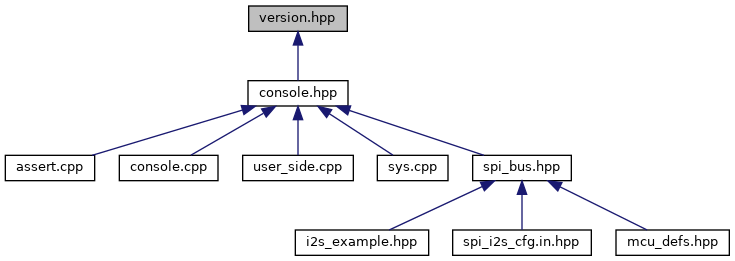 version.hpp
console.hpp
assert.cpp
console.cpp
user_side.cpp
sys.cpp
spi_bus.hpp
i2s_example.hpp
spi_i2s_cfg.in.hpp
mcu_defs.hpp